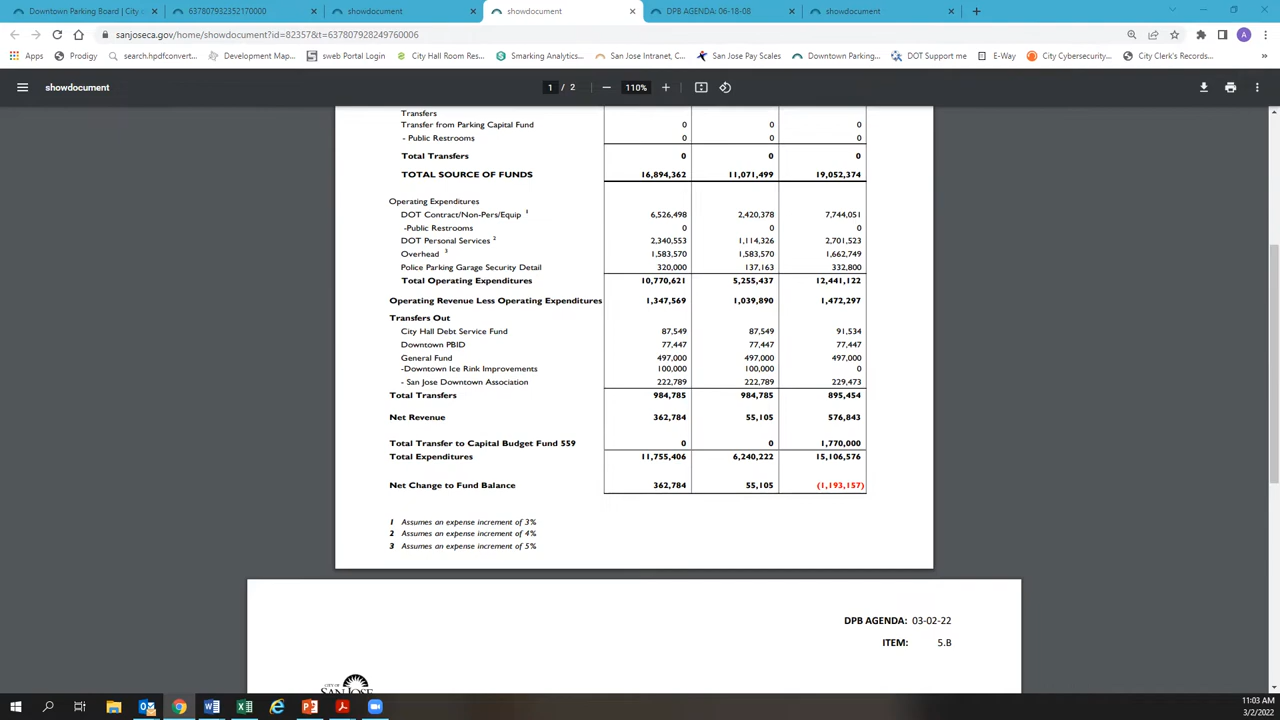 Downtown Parking Board | City o
637807932352170000
showdocument
showdocument
DPB AGENDA: 06-18-08
showdocument
sanjoseca.gov/home/showdocument?id=82357&t=637807928249760006
Apps Prodigy search.hpdfconvert... Development Map... sweb Portal Login City Hall Room Res... Smarking Analytics... San Jose Intranet, C... San Jose Pay Scales Downtown Parking... DOT Support me E-Way City Cybersecurity... City Clerk's Records...
showdocument 1 / 2 110%
Transfers
Transfer from Parking Capital Fund 0 0 0
- Public Restrooms 0 0 0
Total Transfers 0 0 0
TOTAL SOURCE OF FUNDS 16,894,362 11,071,499 19,052,374
Operating Expenditures
DOT Contract/Non-Pers/Equip 1 6,526,498 2,420,378 7,744,051
-Public Restrooms 0 0 0
DOT Personal Services 2 2,340,553 1,114,326 2,701,523
Overhead 3 1,583,570 1,583,570 1,662,749
Police Parking Garage Security Detail 320,000 137,163 332,800
Total Operating Expenditures 10,770,621 5,255,437 12,441,122
Operating Revenue Less Operating Expenditures 1,347,569 1,039,890 1,472,297
Transfers Out
City Hall Debt Service Fund 87,549 87,549 91,534
Downtown PBID 77,447 77,447 77,447
General Fund 497,000 497,000 497,000
-Downtown Ice Rink Improvements 100,000 100,000 0
- San Jose Downtown Association 222,789 222,789 229,473
Total Transfers 984,785 984,785 895,454
Net Revenue 362,784 55,105 576,843
Total Transfer to Capital Budget Fund 559 0 0 1,770,000
Total Expenditures 11,755,406 6,240,222 15,106,576
Net Change to Fund Balance 362,784 55,105 (1,193,157)
1 Assumes an expense increment of 3%
2 Assumes an expense increment of 4%
3 Assumes an expense increment of 5%
DPB AGENDA: 03-02-22
ITEM: 5.B
CITY OF
SAN JOSE
11:03 AM
3/2/2022